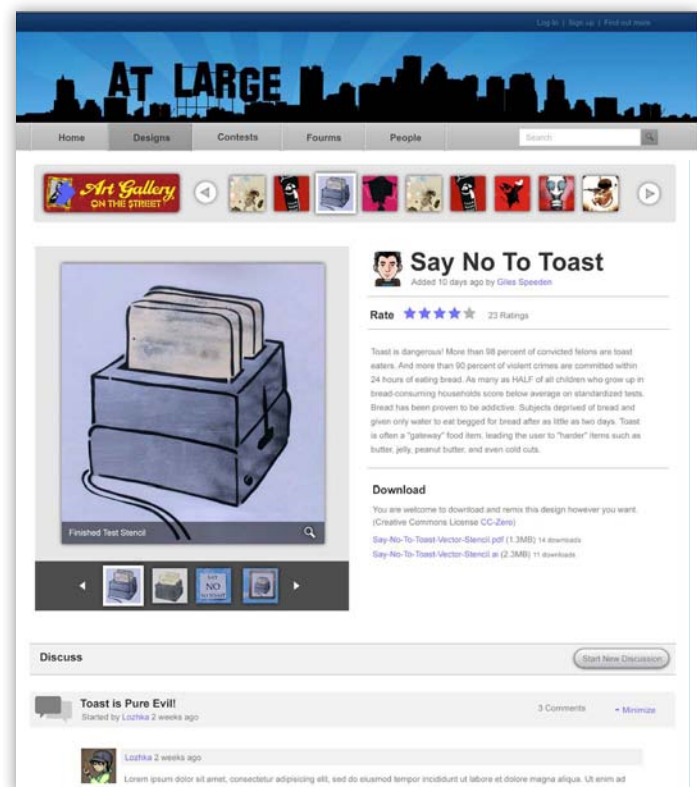 Log In | Sign up | Find out more
AT LARGE
Home Designs Contests Fourms People Search
Art Gallery
ON THE STREET
Say No To Toast
Added 10 days ago by Giles Speeden
Rate 23 Ratings
Toast is dangerous! More than 98 percent of convicted felons are toast
eaters. And more than 90 percent of violent crimes are committed within
24 hours of eating bread. As many as HALF of all children who grow up in
bread-consuming households score below average on standardized tests.
Bread has been proven to be addictive. Subjects deprived of bread and
given only water to eat begged for bread after as little as two days. Toast
is often a "gateway" food item, leading the user to "harder" items such as
butter, jelly, peanut butter, and even cold cuts.
Finished Test Stencil
SAY
NO
TO TOAST
Download
You are welcome to download and remix this design however you want.
(Creative Commons License CC-Zero)
Say-No-To-Toast-Vector-Stencil.pdf (1.3MB) 14 downloads
Say-No-To-Toast-Vector-Stencil.ai (2.3MB) 11 downloads
Discuss Start New Discussion
Toast is Pure Evil!
Started by Lozhka 2 weeks ago
3 Comments - Minimize
Lozhka 2 weeks ago
Lorem ipsum dolor sit amet, consectetur adipisicing elit, sed do eiusmod tempor incididunt ut labore et dolore magna aliqua. Ut enim ad